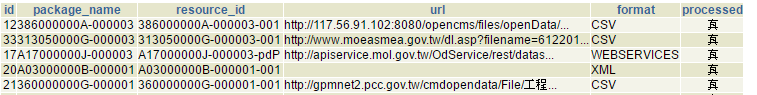 id package_name resource_id url format processed
12386000000A-000003 386000000A-000003-001 http://117.56.91.102:8080/opencms/files/openData/... CSV 真
33313050000G-000003 313050000G-000003-001 http://www.moeasmea.gov.tw/dl.asp?filename=612201... CSV 真
17A17000000J-000003 A17000000J-000003-pdP http://apiservice.mol.gov.tw/OdService/rest/datas... WEBSERVICES 真
20A03000000B-000001 A03000000B-000001-001 XML 真
21360000000G-000001 360000000G-000001-001 http://gpmnet2.pcc.gov.tw/cmdopendata/File/工程... CSV 真